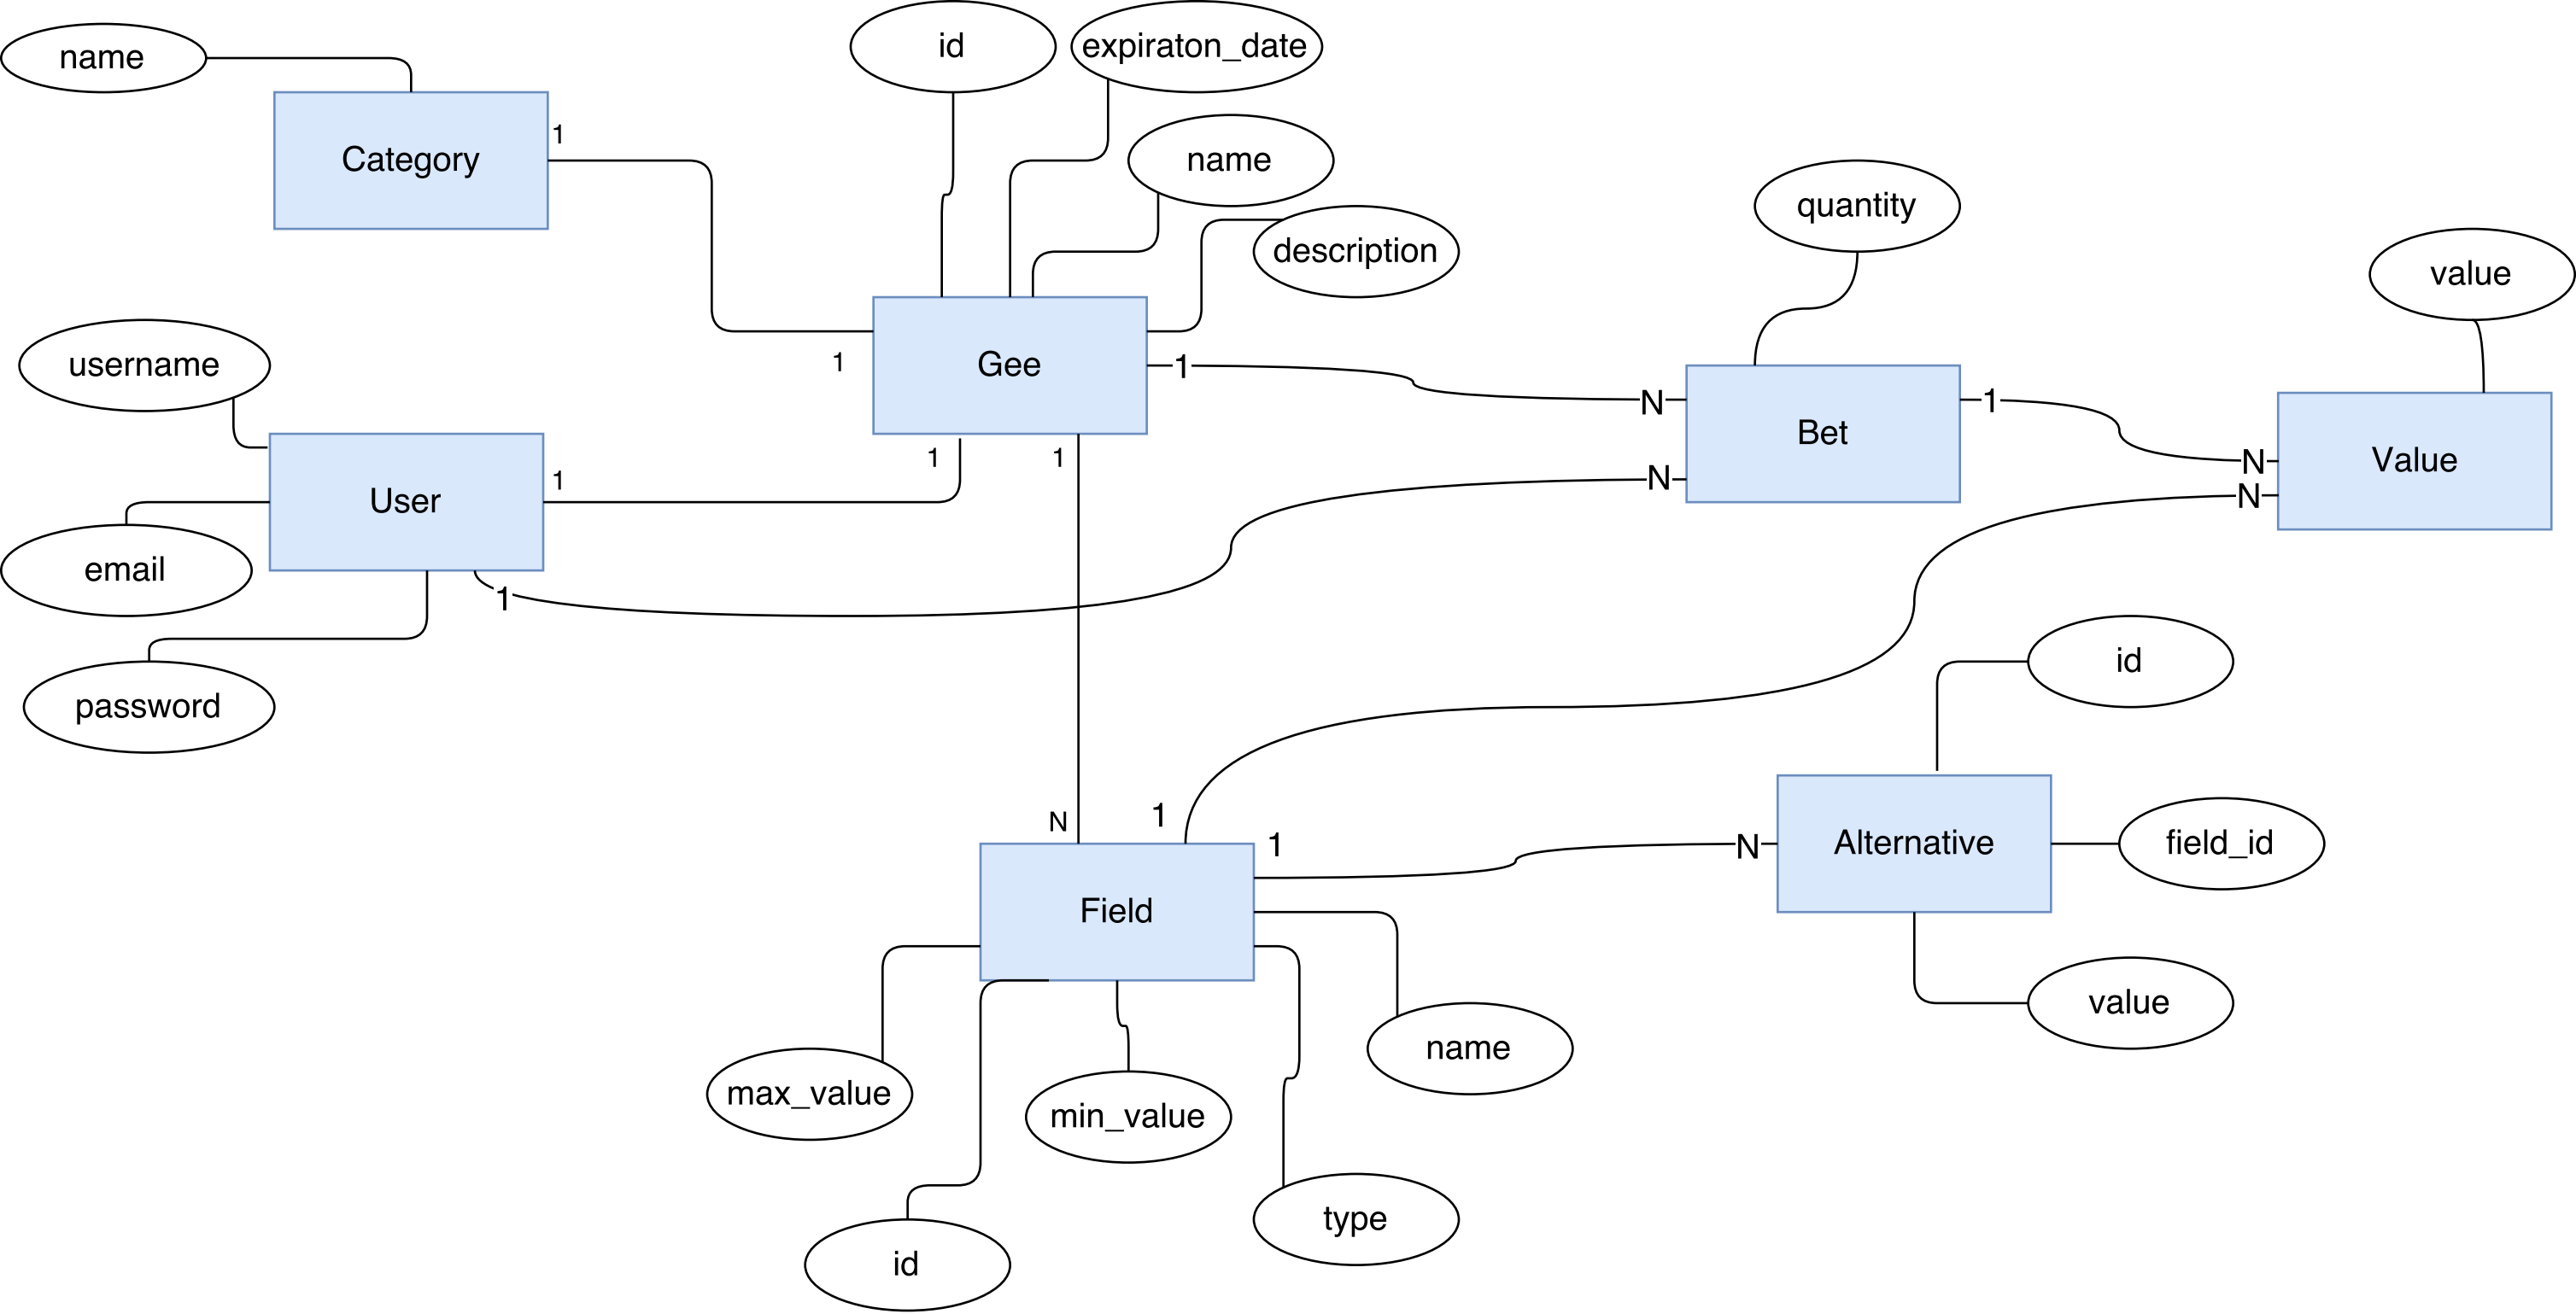 id
expiraton_date
name
name
Category
1
quantity
description
value
username
1
Gee
1
N
1
Bet
Value
1
1
1
N
N
N
User
email
1
id
password
N
1
1
N
Alternative
field_id
Field
value
name
max_value
min_value
type
id